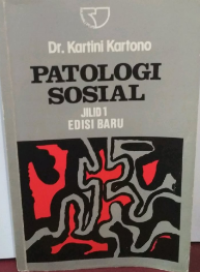 Dr. Kartini Kartono
PATOLOGI
SOSIAL
JILID 1
EDISI BARU